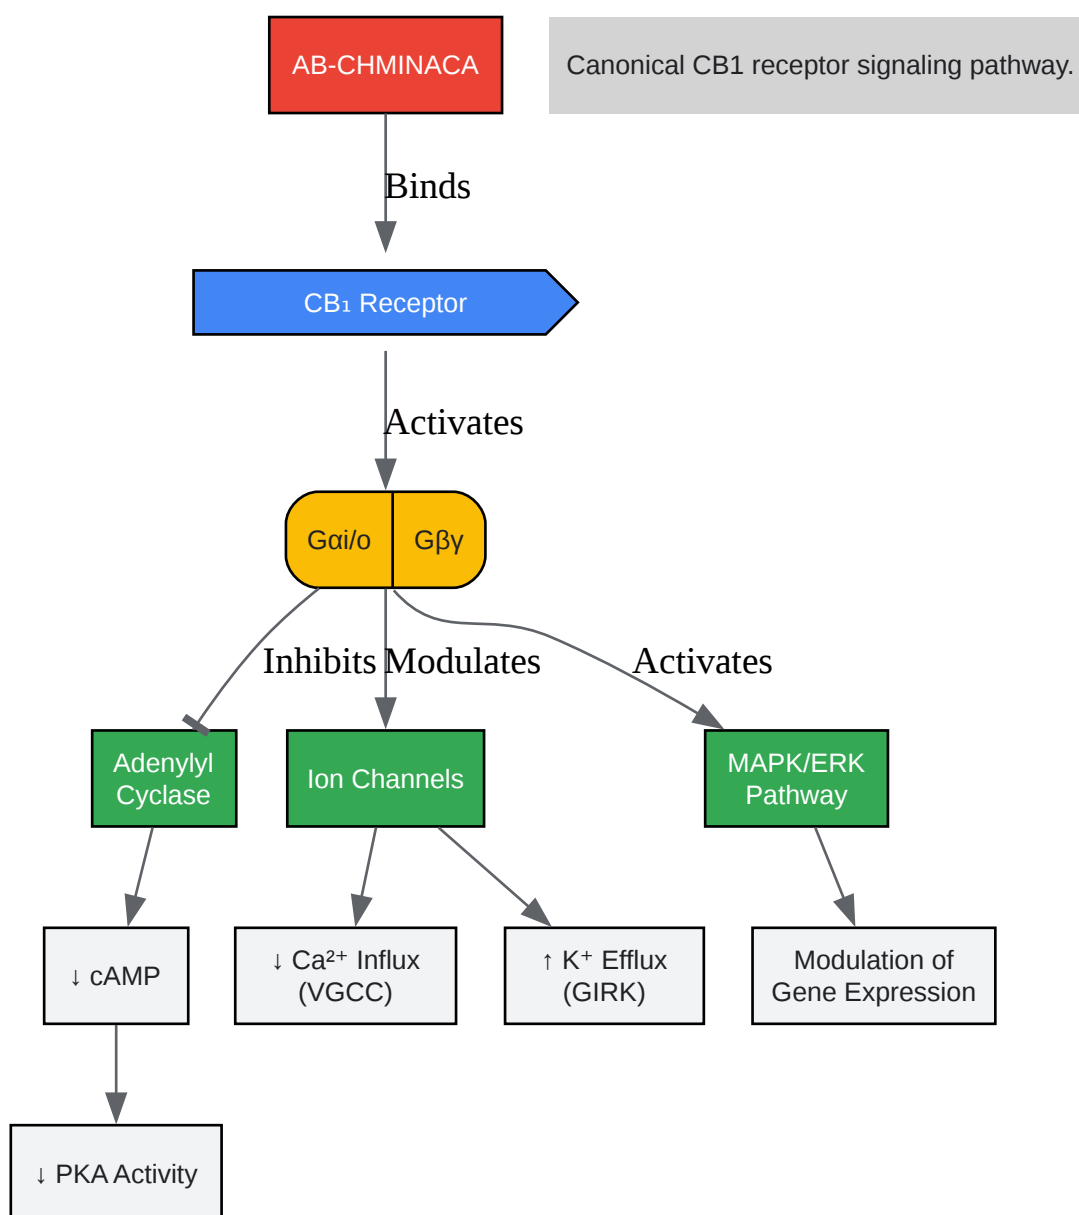 AB-CHMINACA
Canonical CB1 receptor signaling pathway.
Binds
CB₁ Receptor
Activates
Gαi/o
Gβγ
Inhibits
Modulates
Activates
Adenylyl
Cyclase
Ion Channels
MAPK/ERK
Pathway
↓ cAMP
↓ Ca²⁺ Influx
(VGCC)
↑ K⁺ Efflux
(GIRK)
Modulation of
Gene Expression
↓ PKA Activity